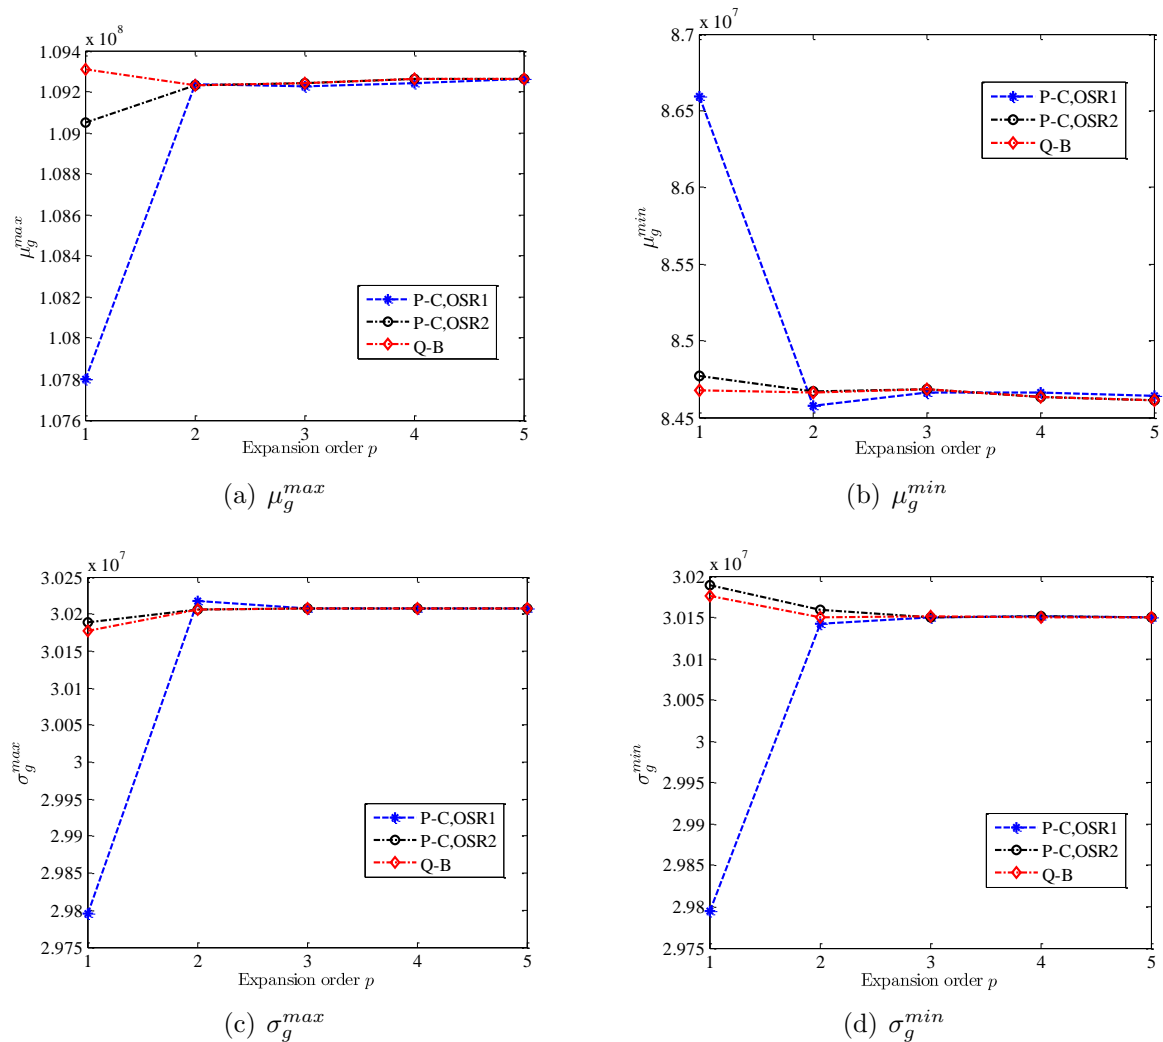 x 10^8
1.094
1.092
1.09
1.088
1.086
1.084
1.082
1.08
1.078
1.076
μ_g^{max}
P-C,OSR1
P-C,OSR2
Q-B
1 2 3 4 5
Expansion order p
(a) μ_g^{max}
x 10^7
8.7
8.65
8.6
8.55
8.5
8.45
μ_g^{min}
P-C,OSR1
P-C,OSR2
Q-B
1 2 3 4 5
Expansion order p
(b) μ_g^{min}
x 10^7
3.025
3.02
3.015
3.01
3.005
3
2.995
2.99
2.985
2.98
2.975
σ_g^{max}
P-C,OSR1
P-C,OSR2
Q-B
1 2 3 4 5
Expansion order p
(c) σ_g^{max}
x 10^7
3.02
3.015
3.01
3.005
3
2.995
2.99
2.985
2.98
2.975
σ_g^{min}
P-C,OSR1
P-C,OSR2
Q-B
1 2 3 4 5
Expansion order p
(d) σ_g^{min}